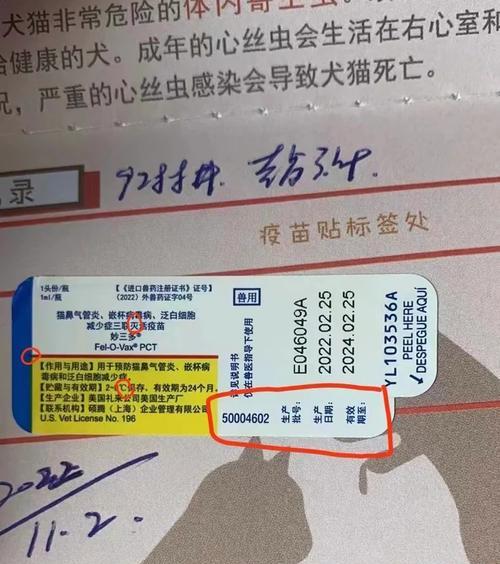 犬猫非常危险的体内寄生虫。
给健康的犬。成年的心丝虫会生活在右心室和
况，严重的心丝虫感染会导致犬猫死亡。
录
疫苗贴标签处
1头份/瓶
1ml/瓶
【《进口兽药注册证书》证号】
(2022) 外兽药证字04号
猫鼻气管炎、嵌杯病毒病、泛白细胞
减少症三联灭活疫苗
妙三多®
Fel-O-Vax® PCT
【作用与用途】用于预防猫鼻气管炎、嵌杯病
毒病和泛白细胞减少症。
【贮藏与有效期】2~8℃保存，有效期为24个月。
【生产企业】美国礼来公司美国生产厂
【联系机构】硕腾（上海）企业管理有限公司
U.S. Vet License No. 196
兽用
详见说明书
仅在兽医指导下使用
E046049A
2022.02.25
2024.02.25
50004602
生产
批号：
生产
日期：
有效
期至：
YL103536A
PEEL HERE
DESPEGUE AQUÍ
2022
11.2.